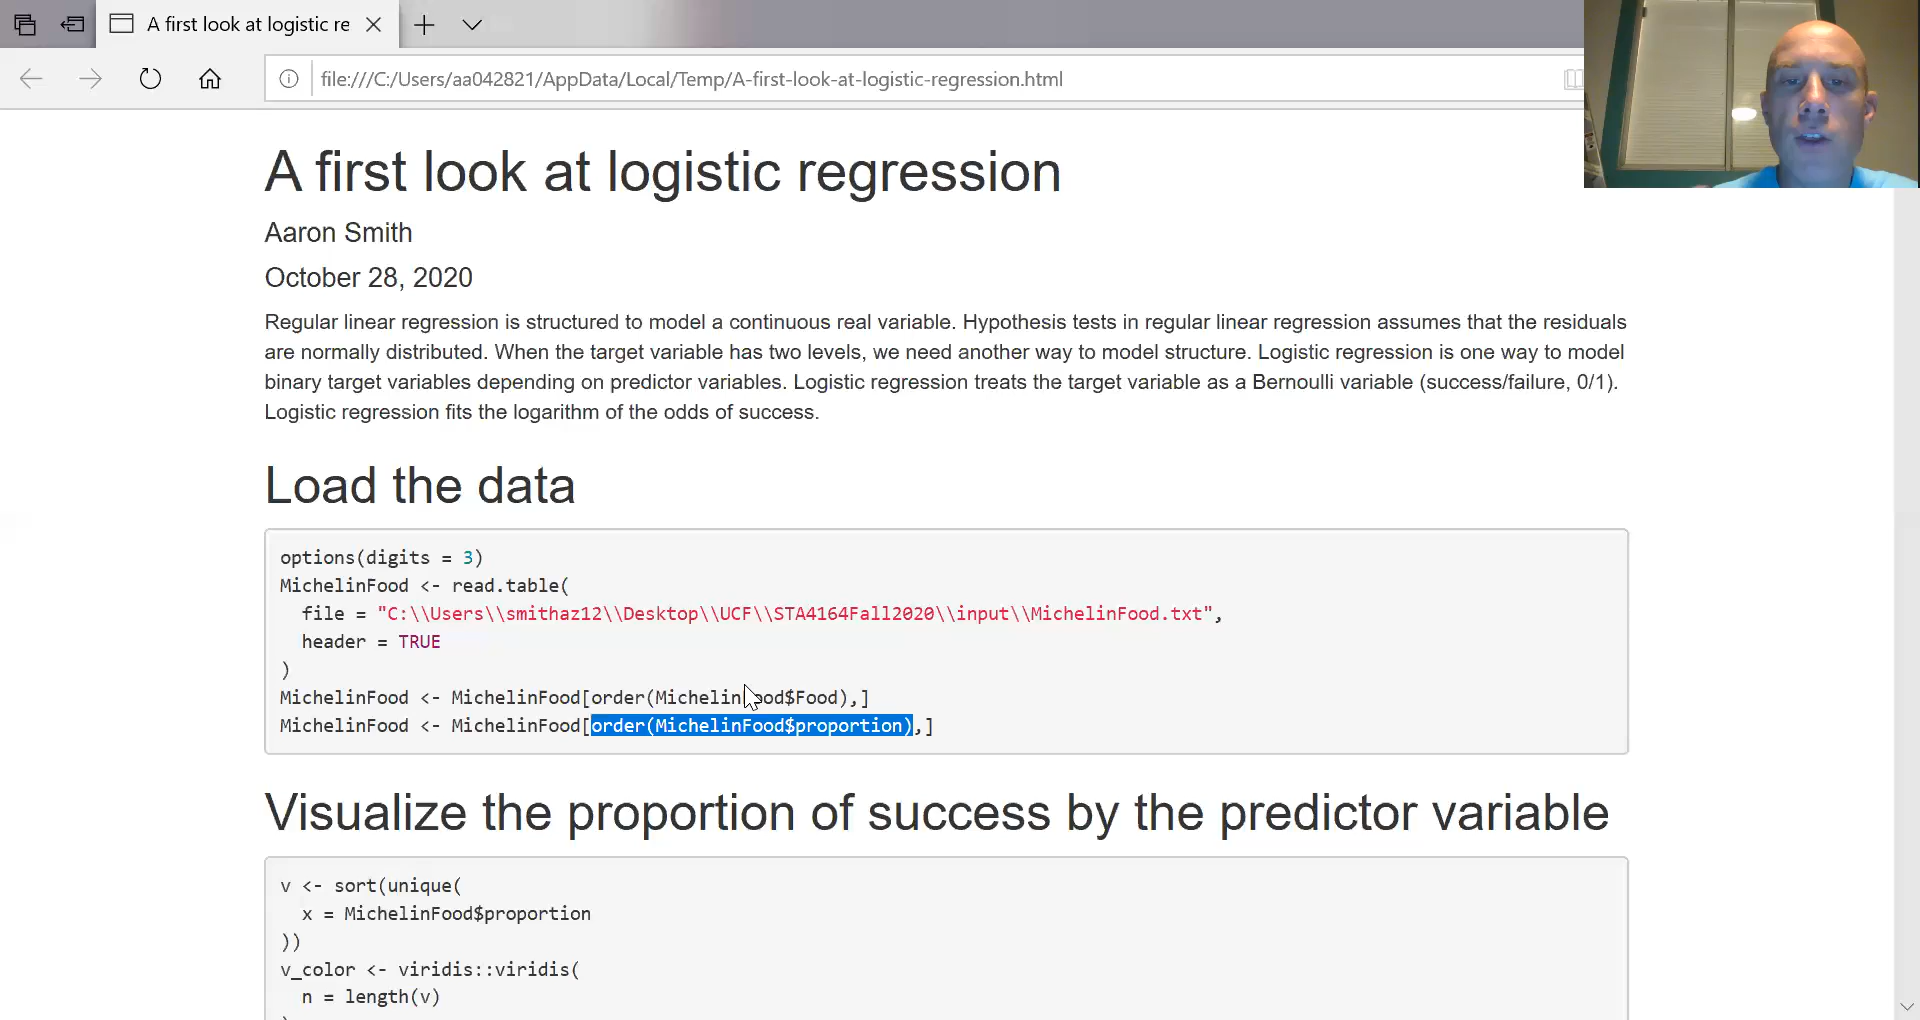 A first look at logistic re
file:///C:/Users/aa042821/AppData/Local/Temp/A-first-look-at-logistic-regression.html
A first look at logistic regression
Aaron Smith
October 28, 2020
Regular linear regression is structured to model a continuous real variable. Hypothesis tests in regular linear regression assumes that the residuals
are normally distributed. When the target variable has two levels, we need another way to model structure. Logistic regression is one way to model
binary target variables depending on predictor variables. Logistic regression treats the target variable as a Bernoulli variable (success/failure, 0/1).
Logistic regression fits the logarithm of the odds of success.
Load the data
options(digits = 3)
MichelinFood <- read.table(
  file = "C:\\Users\\smithaz12\\Desktop\\UCF\\STA4164Fall2020\\input\\MichelinFood.txt",
  header = TRUE
)
MichelinFood <- MichelinFood[order(MichelinFood$Food),]
MichelinFood <- MichelinFood[order(MichelinFood$proportion),]
Visualize the proportion of success by the predictor variable
v <- sort(unique(
  x = MichelinFood$proportion
))
v_color <- viridis::viridis(
  n = length(v)